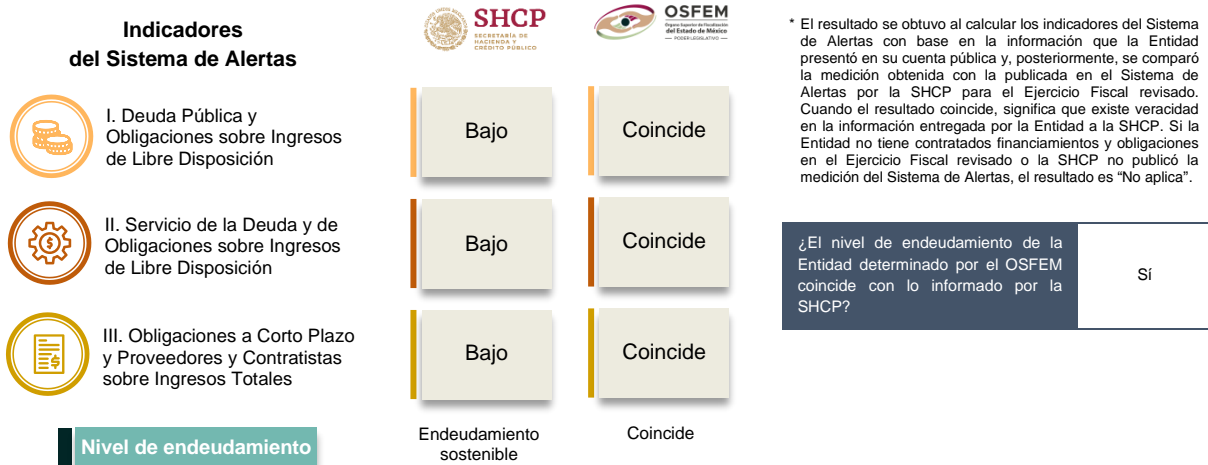 Indicadores
del Sistema de Alertas
SHCP
SECRETARÍA DE
HACIENDA Y
CRÉDITO PÚBLICO
OSFEM
Órgano Superior de Fiscalización
del Estado de México
PODER LEGISLATIVO
I. Deuda Pública y
Obligaciones sobre Ingresos
de Libre Disposición
Bajo
Coincide
II. Servicio de la Deuda y de
Obligaciones sobre Ingresos
de Libre Disposición
Bajo
Coincide
III. Obligaciones a Corto Plazo
y Proveedores y Contratistas
sobre Ingresos Totales
Bajo
Coincide
Nivel de endeudamiento
Endeudamiento
sostenible
Coincide
* El resultado se obtuvo al calcular los indicadores del Sistema
de Alertas con base en la información que la Entidad
presentó en su cuenta pública y, posteriormente, se comparó
la medición obtenida con la publicada en el Sistema de
Alertas por la SHCP para el Ejercicio Fiscal revisado.
Cuando el resultado coincide, significa que existe veracidad
en la información entregada por la Entidad a la SHCP. Si la
Entidad no tiene contratados financiamientos y obligaciones
en el Ejercicio Fiscal revisado o la SHCP no publicó la
medición del Sistema de Alertas, el resultado es “No aplica”.
¿El nivel de endeudamiento de la
Entidad determinado por el OSFEM
coincide con lo informado por la
SHCP?
Sí